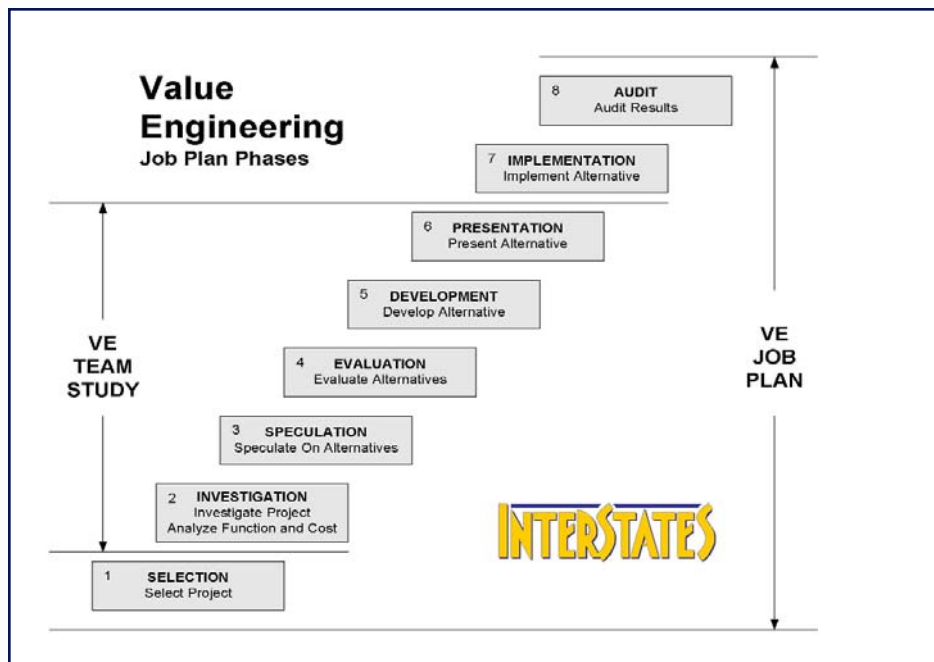 Value
Engineering
Job Plan Phases
8
AUDIT
Audit Results
7
IMPLEMENTATION
Implement Alternative
6
PRESENTATION
Present Alternative
5
DEVELOPMENT
Develop Alternative
VE
TEAM
STUDY
VE
JOB
PLAN
4
EVALUATION
Evaluate Alternatives
3
SPECULATION
Speculate On Alternatives
2
INVESTIGATION
Investigate Project
Analyze Function and Cost
INTERSTATES
1
SELECTION
Select Project